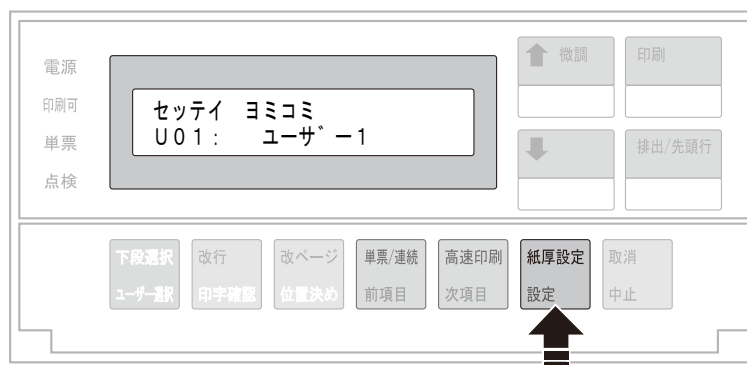 電源
印刷可
単票
点検
セッテイ ヨミコミ
U01: ユーザ゛ー1
微調
印刷
排出/先頭行
下段選択
ユーザー選択
改行
印字確認
改ページ
位置決め
単票/連続
前項目
高速印刷
次項目
紙厚設定
設定
取消
中止